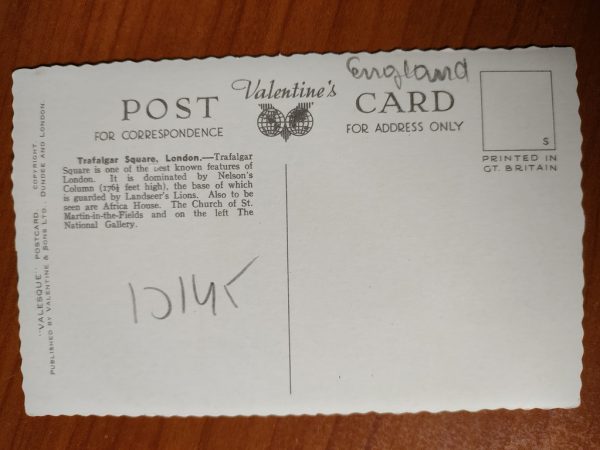 England
Valentine's
POST CARD
FOR CORRESPONDENCE
FOR ADDRESS ONLY
S
PRINTED IN
GT. BRITAIN
Trafalgar Square, London.—Trafalgar
Square is one of the best known features of
London. It is dominated by Nelson's
Column (176½ feet high), the base of which
is guarded by Landseer's Lions. Also to be
seen are Africa House. The Church of St.
Martin-in-the-Fields and on the left The
National Gallery.
"VALESQUE" POSTCARD. COPYRIGHT.
PUBLISHED BY VALENTINE & SONS LTD. DUNDEE AND LONDON.